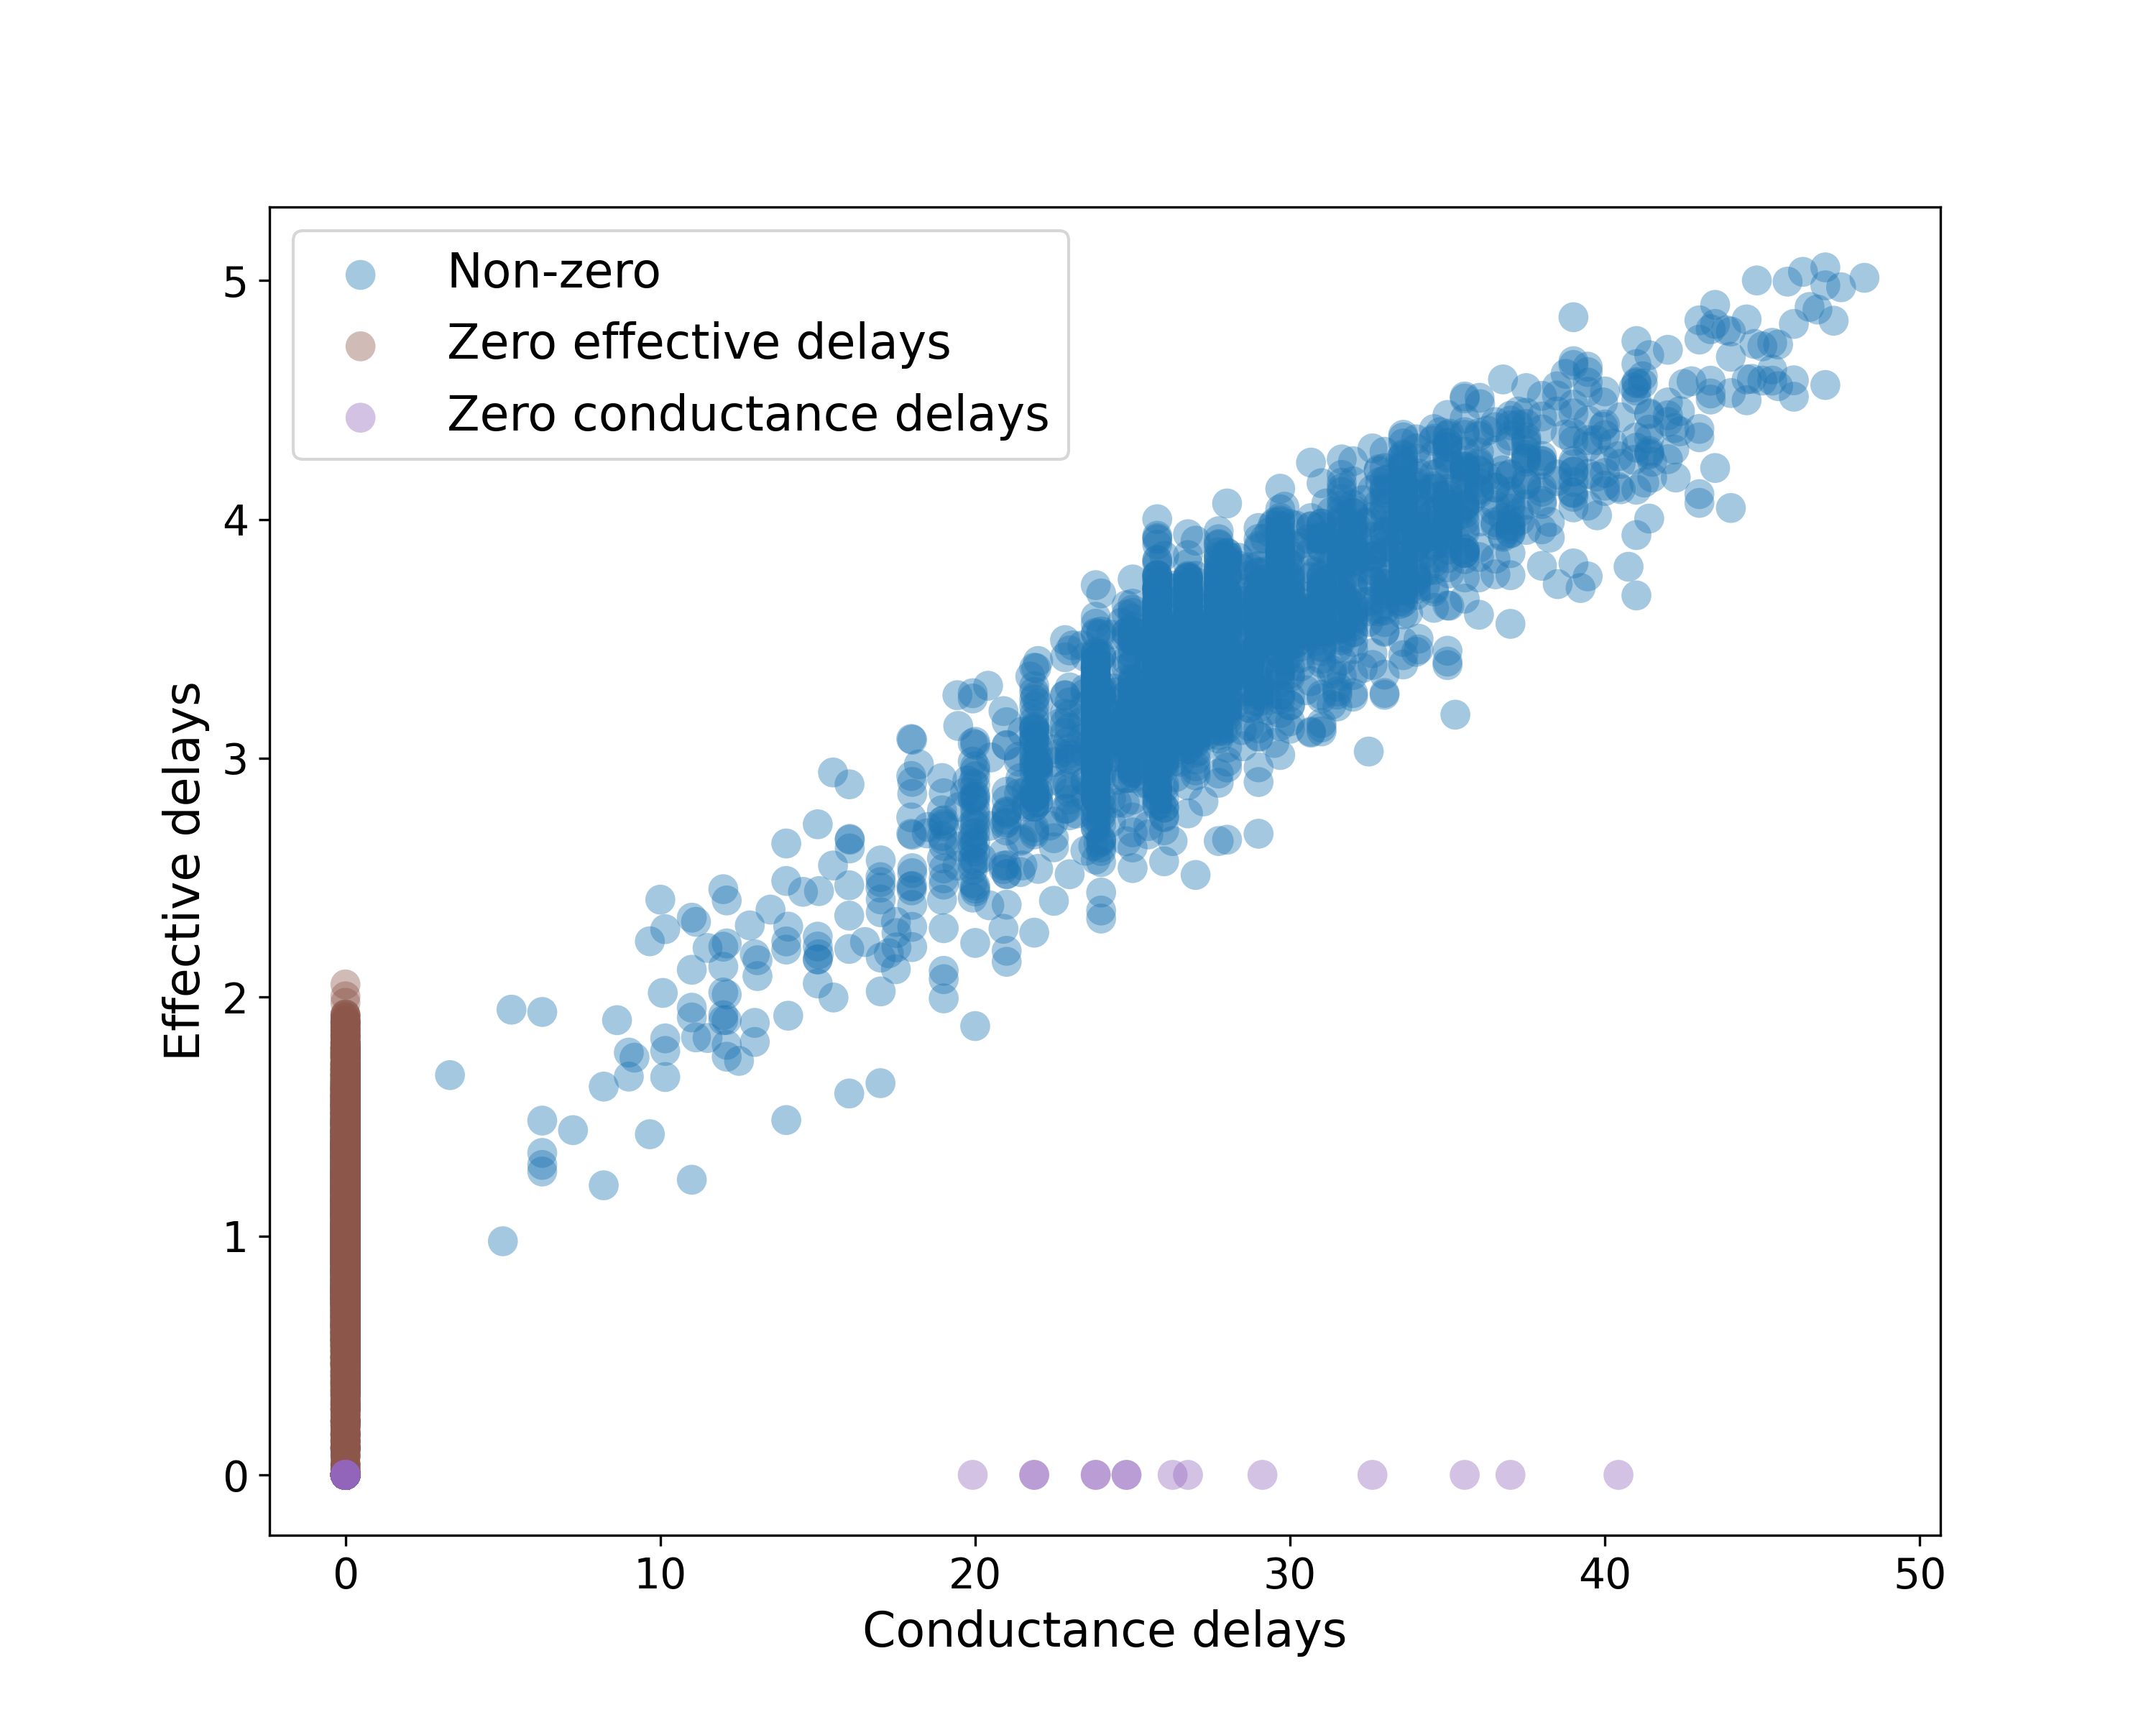 Non-zero
Zero effective delays
Zero conductance delays
5
4
3
2
1
0
Effective delays
0 10 20 30 40 50
Conductance delays